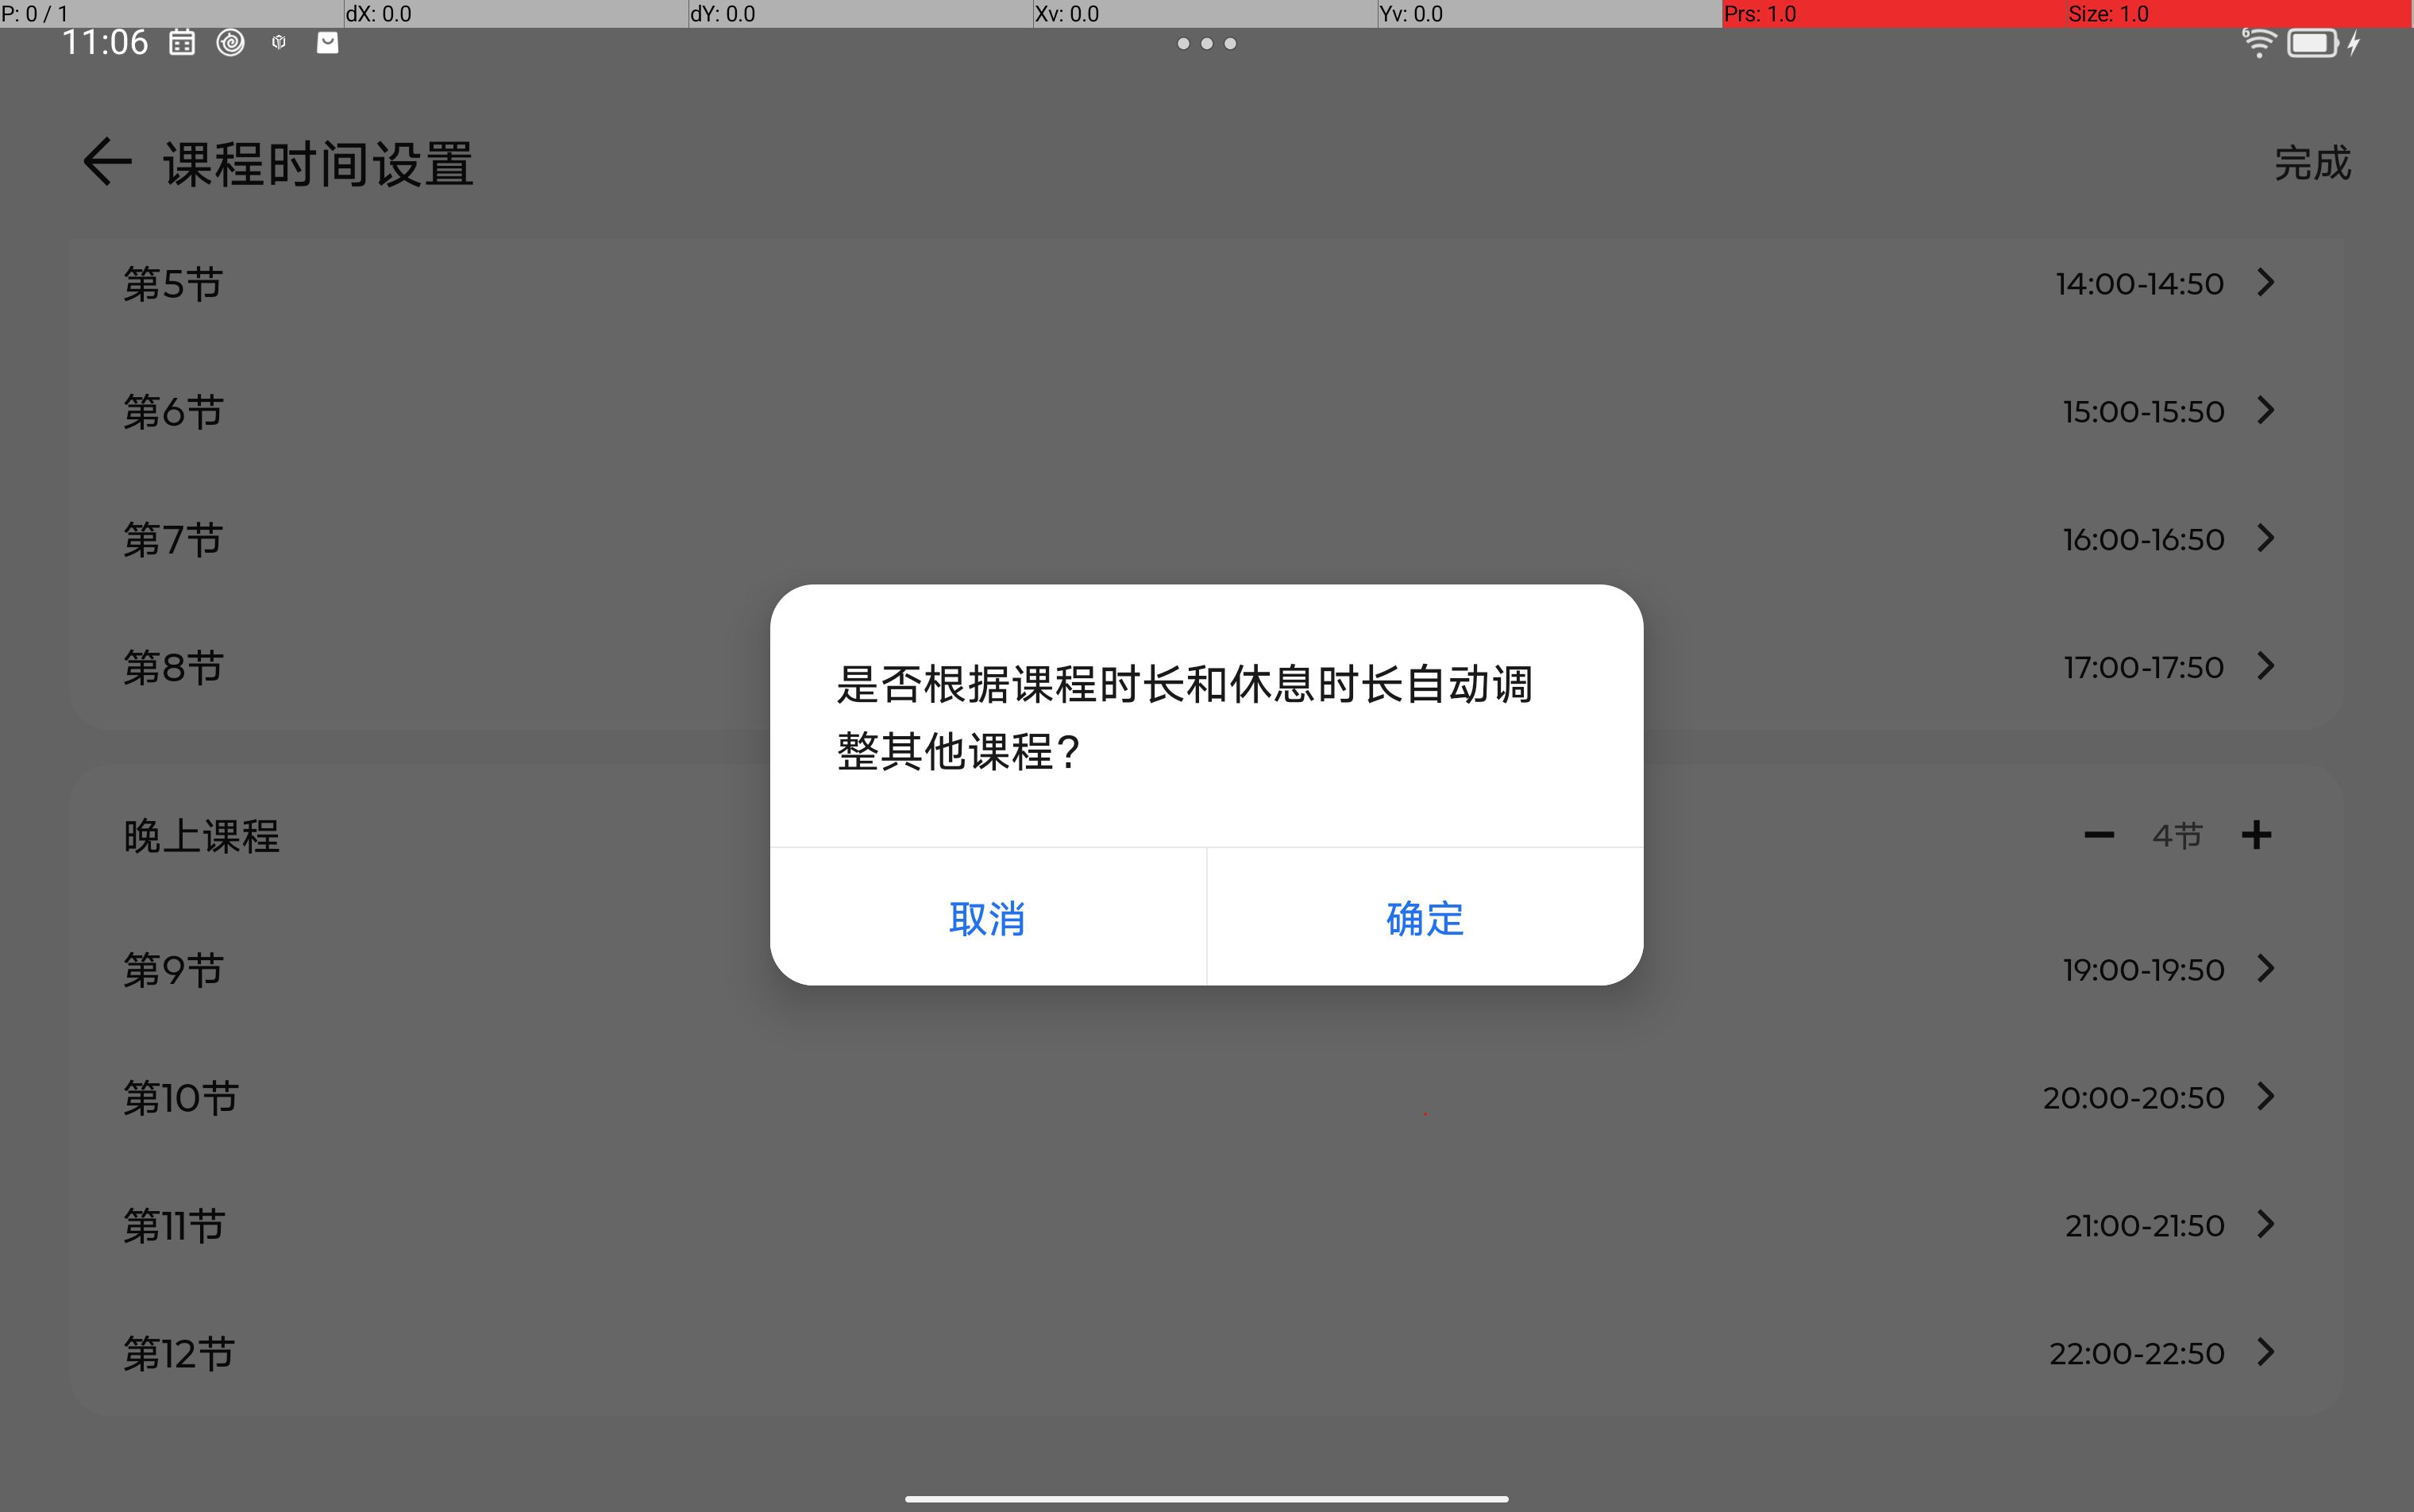 P: 0 / 1
dX: 0.0
dY: 0.0
Xv: 0.0
Yv: 0.0
Prs: 1.0
Size: 1.0
11:06
6
课程时间设置
完成
第5节
14:00-14:50
第6节
15:00-15:50
第7节
16:00-16:50
第8节
17:00-17:50
是否根据课程时长和休息时长自动调
整其他课程？
取消
确定
晚上课程
4节
第9节
19:00-19:50
第10节
20:00-20:50
第11节
21:00-21:50
第12节
22:00-22:50